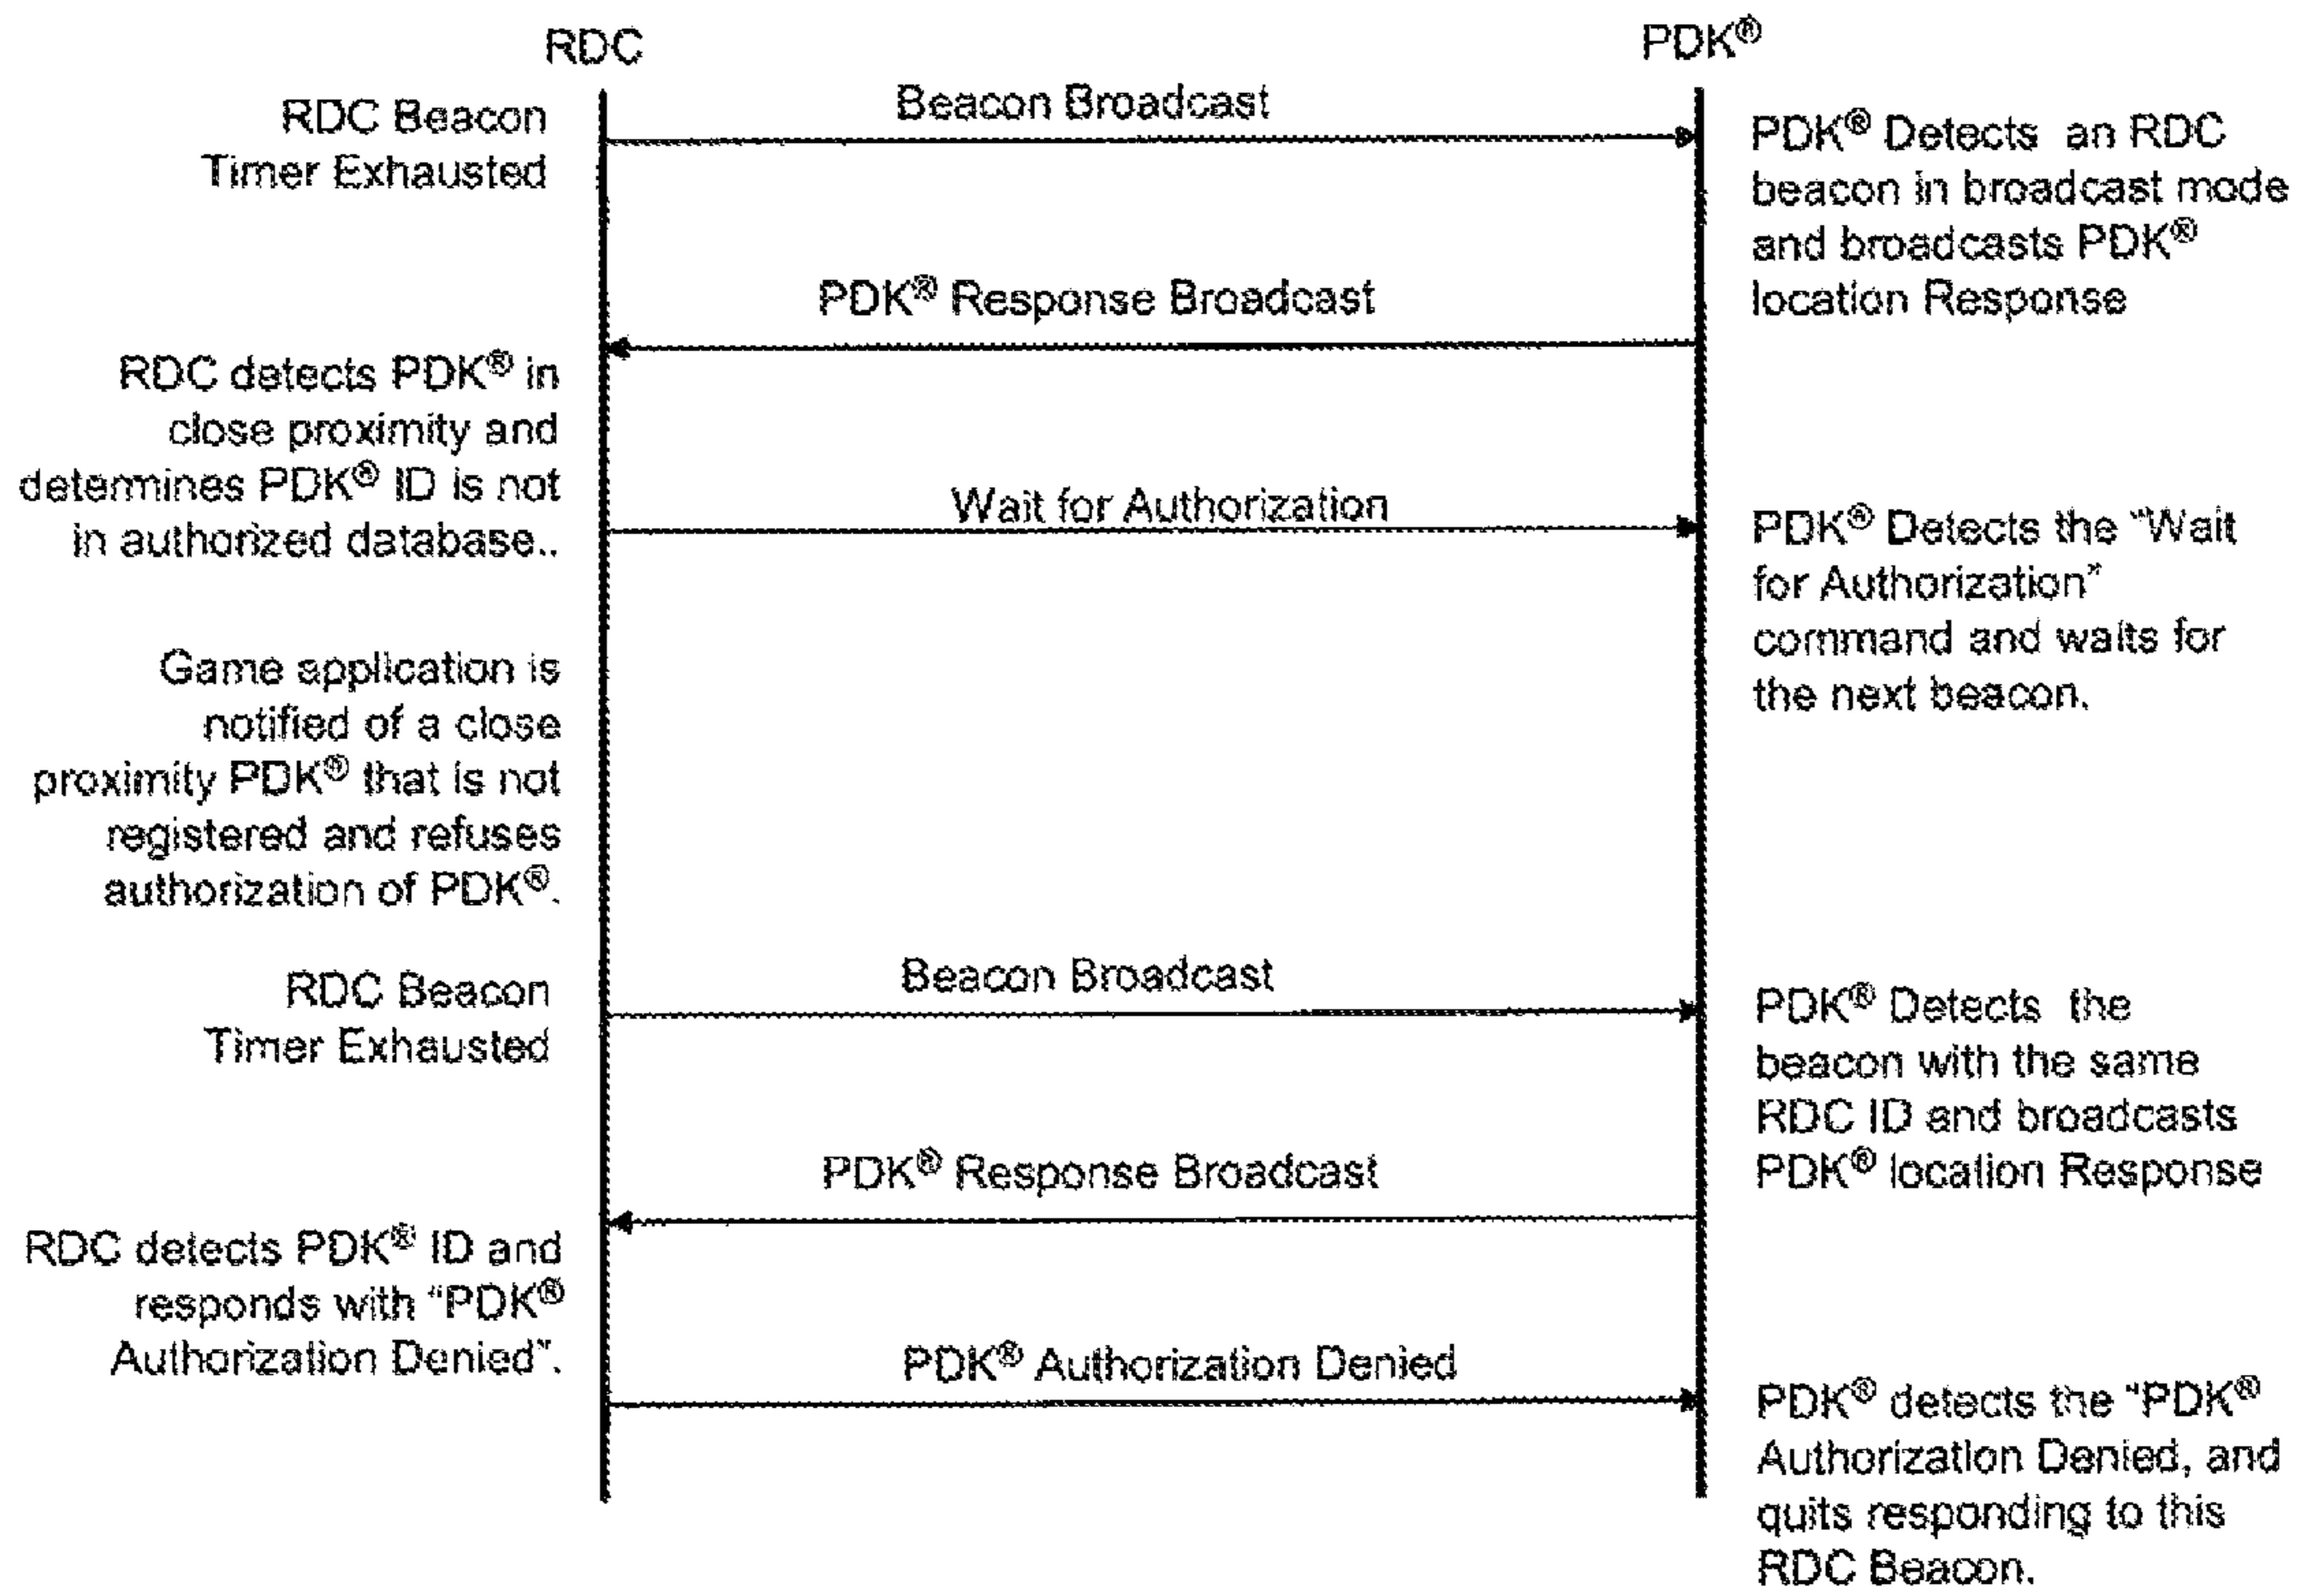 RDC
PDK®
RDC Beacon
Timer Exhausted
Beacon Broadcast
PDK® Detects an RDC
beacon in broadcast mode
and broadcasts PDK®
location Response
PDK® Response Broadcast
RDC detects PDK® in
close proximity and
determines PDK® ID is not
in authorized database..
Wait for Authorization
PDK® Detects the "Wait
for Authorization"
command and waits for
the next beacon.
Game application is
notified of a close
proximity PDK® that is not
registered and refuses
authorization of PDK®.
RDC Beacon
Timer Exhausted
Beacon Broadcast
PDK® Detects the
beacon with the same
RDC ID and broadcasts
PDK® location Response
PDK® Response Broadcast
RDC detects PDK® ID and
responds with "PDK®
Authorization Denied".
PDK® Authorization Denied
PDK® detects the "PDK®
Authorization Denied, and
quits responding to this
RDC Beacon.